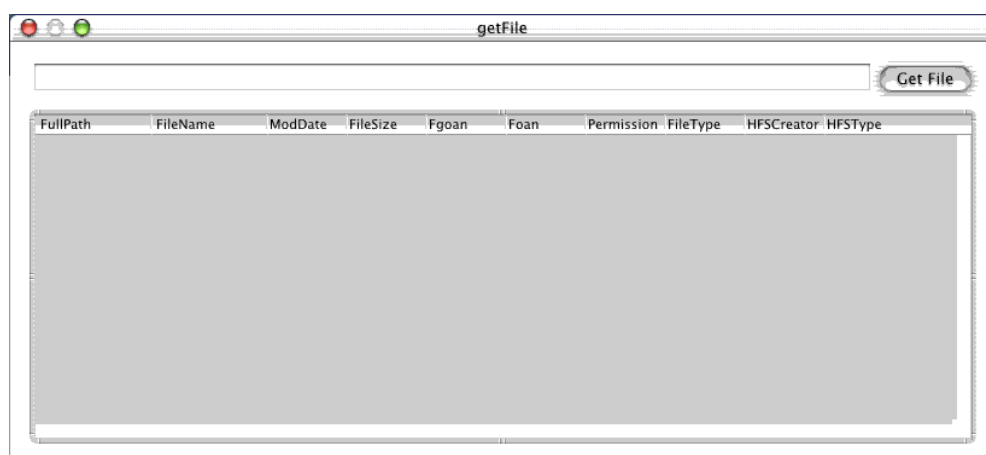 getFile
Get File
FullPath FileName ModDate FileSize Fgoan Foan Permission FileType HFSCreator HFSType